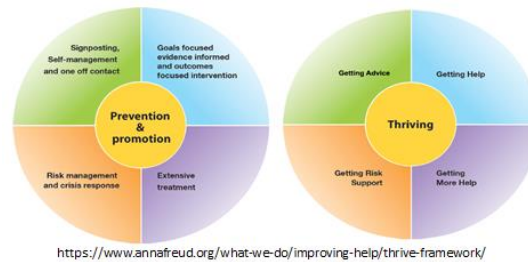 Signposting,
Self-management
and one off contact
Goals focused
evidence informed
and outcomes
focused intervention
Prevention
&
promotion
Risk management
and crisis response
Extensive
treatment
Getting Advice
Getting Help
Thriving
Getting Risk
Support
Getting
More Help
https://www.annafreud.org/what-we-do/improving-help/thrive-framework/